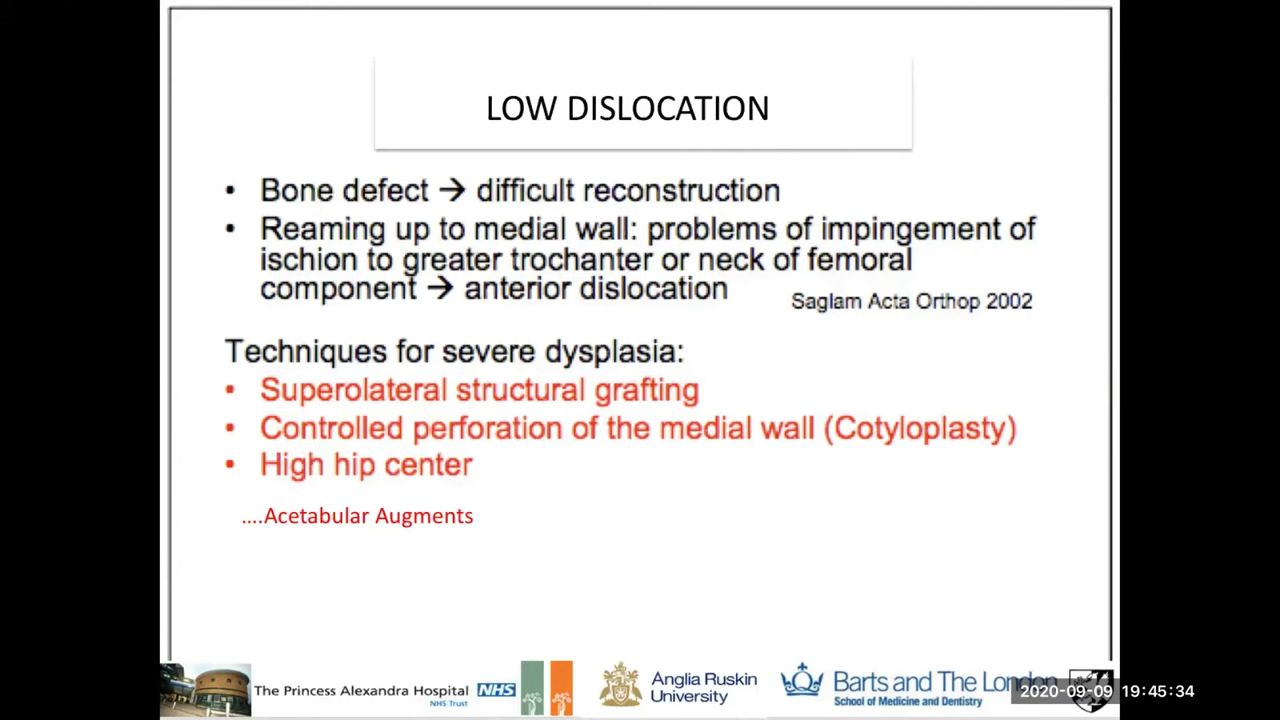 LOW DISLOCATION
• Bone defect → difficult reconstruction
• Reaming up to medial wall: problems of impingement of
ischion to greater trochanter or neck of femoral
component → anterior dislocation
Saglam Acta Orthop 2002
Techniques for severe dysplasia:
• Superolateral structural grafting
• Controlled perforation of the medial wall (Cotyloplasty)
• High hip center
....Acetabular Augments
The Princess Alexandra Hospital NHS
NHS Trust
Anglia Ruskin
University
Barts and The London
School of Medicine and Dentistry
2020-09-09 19:45:34